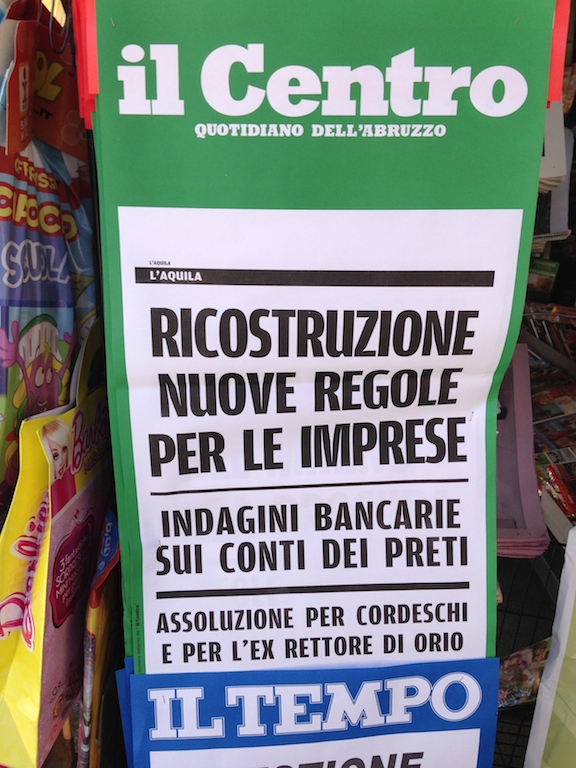 il Centro
QUOTIDIANO DELL'ABRUZZO
L'AQUILA
L'AQUILA
RICOSTRUZIONE
NUOVE REGOLE
PER LE IMPRESE
INDAGINI BANCARIE
SUI CONTI DEI PRETI
ASSOLUZIONE PER CORDESCHI
E PER L'EX RETTORE DI ORIO
IL TEMPO
Barbie